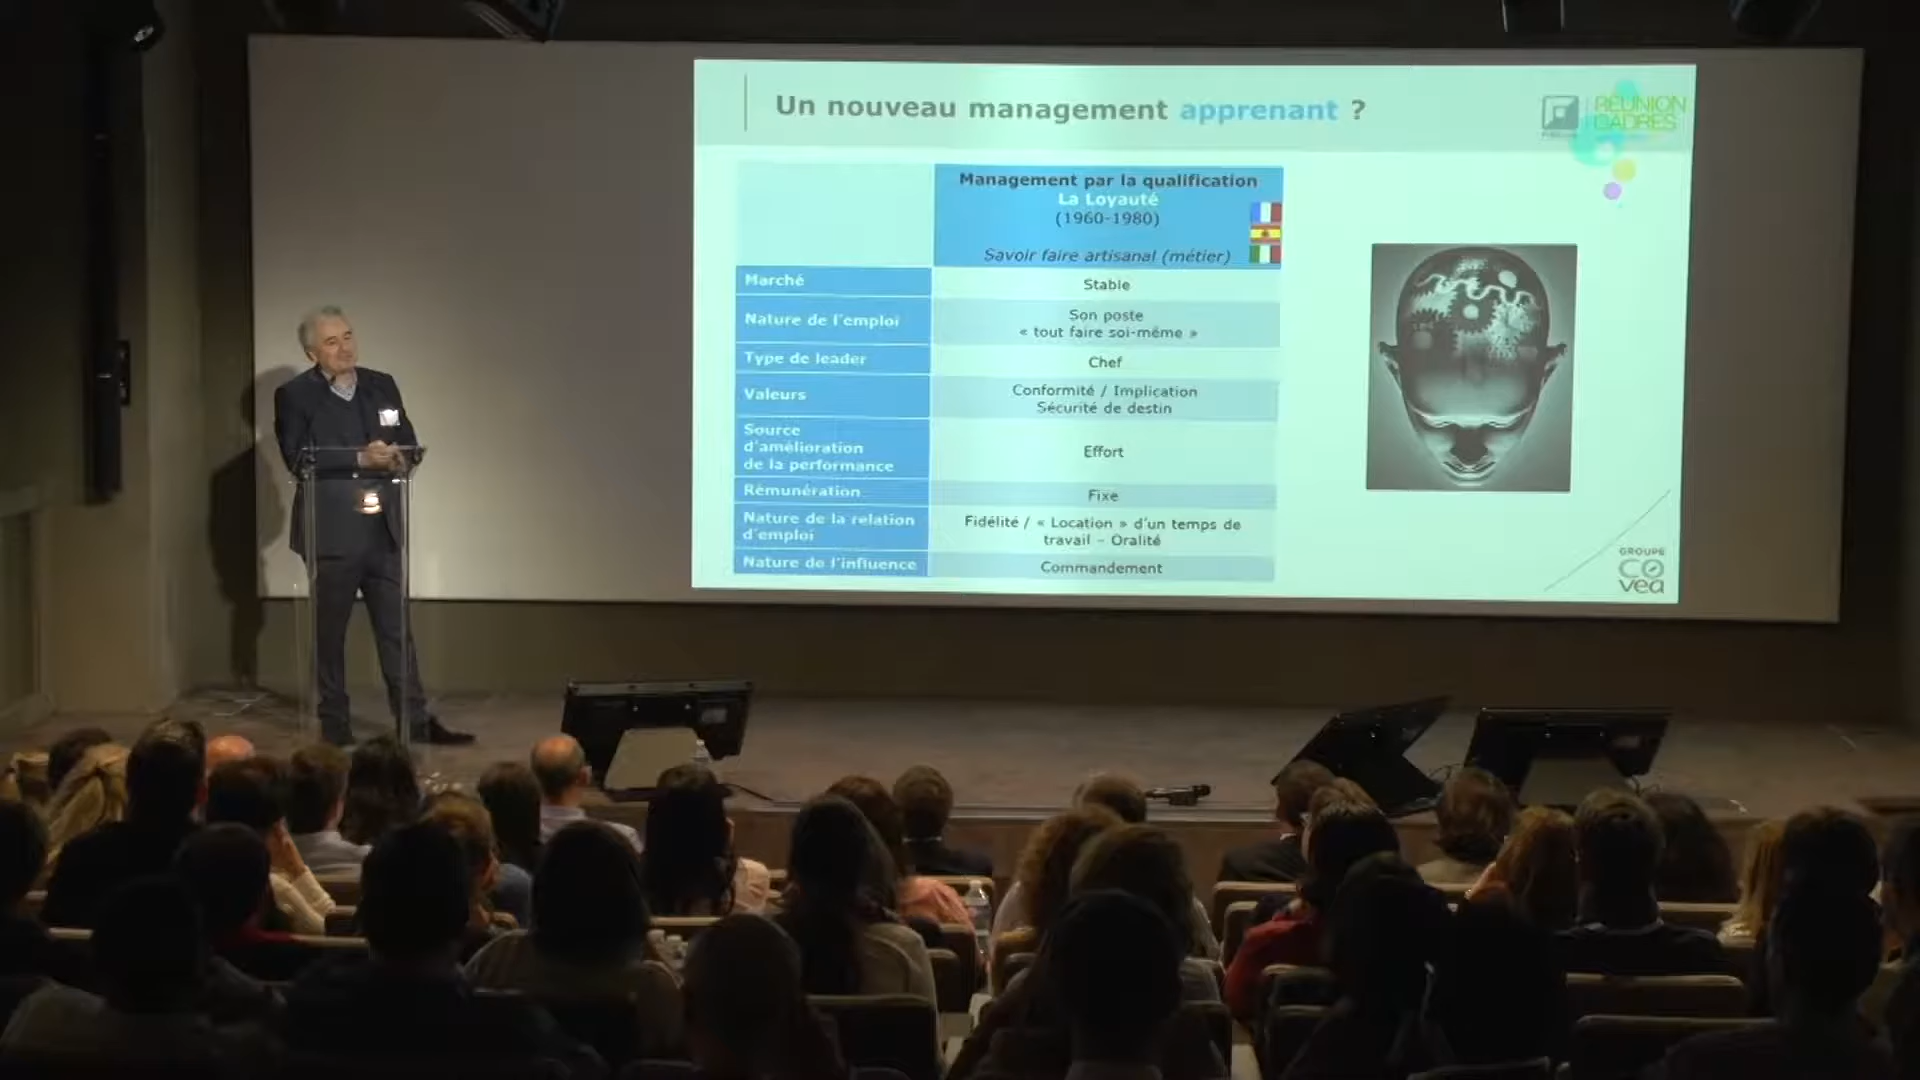 Un nouveau management apprenant ?
RÉUNION
CADRES
Management par la qualification
La Loyauté
(1960-1980)
Savoir faire artisanal (métier)
Marché
Stable
Nature de l'emploi
Son poste
« tout faire soi-même »
Type de leader
Chef
Valeurs
Conformité / Implication
Sécurité de destin
Source
d'amélioration
de la performance
Effort
Rémunération
Fixe
Nature de la relation
d'emploi
Fidélité / « Location » d'un temps de
travail – Oralité
Nature de l'influence
Commandement
GROUPE
COvea